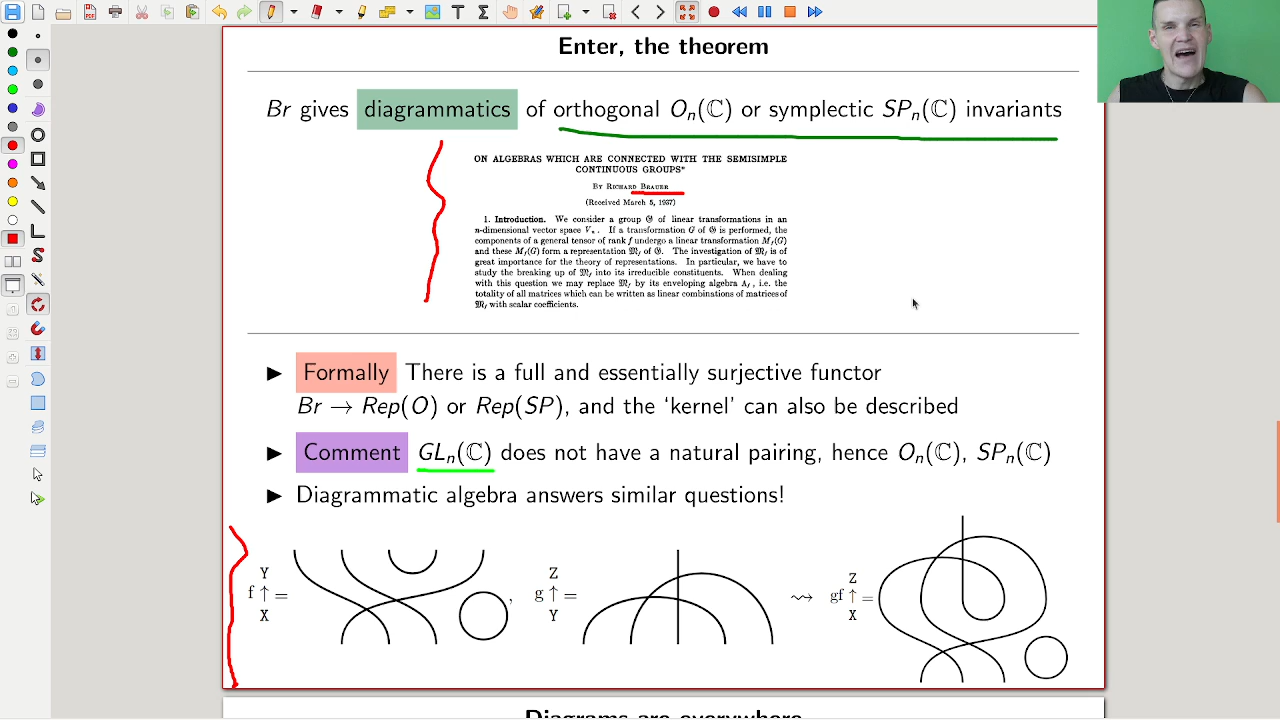 Enter, the theorem
Br gives diagrammatics of orthogonal Oₙ(ℂ) or symplectic SPₙ(ℂ) invariants
ON ALGEBRAS WHICH ARE CONNECTED WITH THE SEMISIMPLE
CONTINUOUS GROUPS*
By Richard Brauer
(Received March 5, 1937)
1. Introduction. We consider a group 𝔊 of linear transformations in an
n-dimensional vector space Vₙ. If a transformation G of 𝔊 is performed, the
components of a general tensor of rank f undergo a linear transformation M_f(G)
and these M_f(G) form a representation 𝔐_f of 𝔊. The investigation of 𝔐_f is of
great importance for the theory of representations. In particular, we have to
study the breaking up of 𝔐_f into its irreducible constituents. When dealing
with this question we may replace 𝔐_f by its enveloping algebra A_f, i.e. the
totality of all matrices which can be written as linear combinations of matrices of
𝔐_f with scalar coefficients.
▶ Formally There is a full and essentially surjective functor
Br → Rep(O) or Rep(SP), and the ‘kernel’ can also be described
▶ Comment GLₙ(ℂ) does not have a natural pairing, hence Oₙ(ℂ), SPₙ(ℂ)
▶ Diagrammatic algebra answers similar questions!
Y Z Z
f ↑ = , g ↑ = ⇝ gf ↑ =
X Y X
Diagrams are everywhere